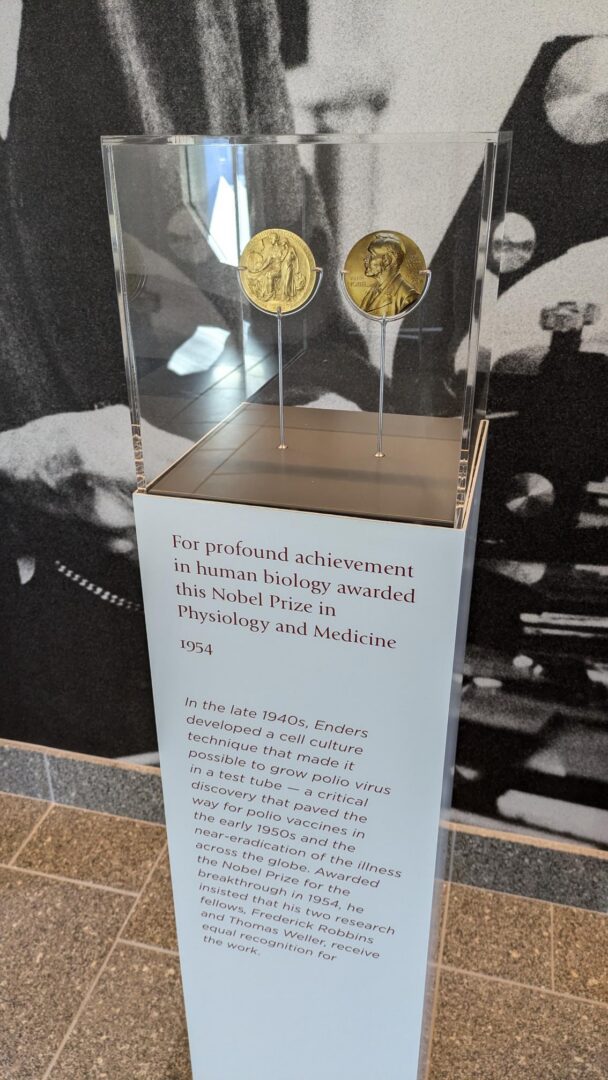 For profound achievement
in human biology awarded
this Nobel Prize in
Physiology and Medicine
1954
In the late 1940s, Enders
developed a cell culture
technique that made it
possible to grow polio virus
in a test tube — a critical
discovery that paved the
way for polio vaccines in
the early 1950s and the
near-eradication of the illness
across the globe. Awarded
the Nobel Prize for the
breakthrough in 1954, he
insisted that his two research
fellows, Frederick Robbins
and Thomas Weller, receive
equal recognition for
the work.